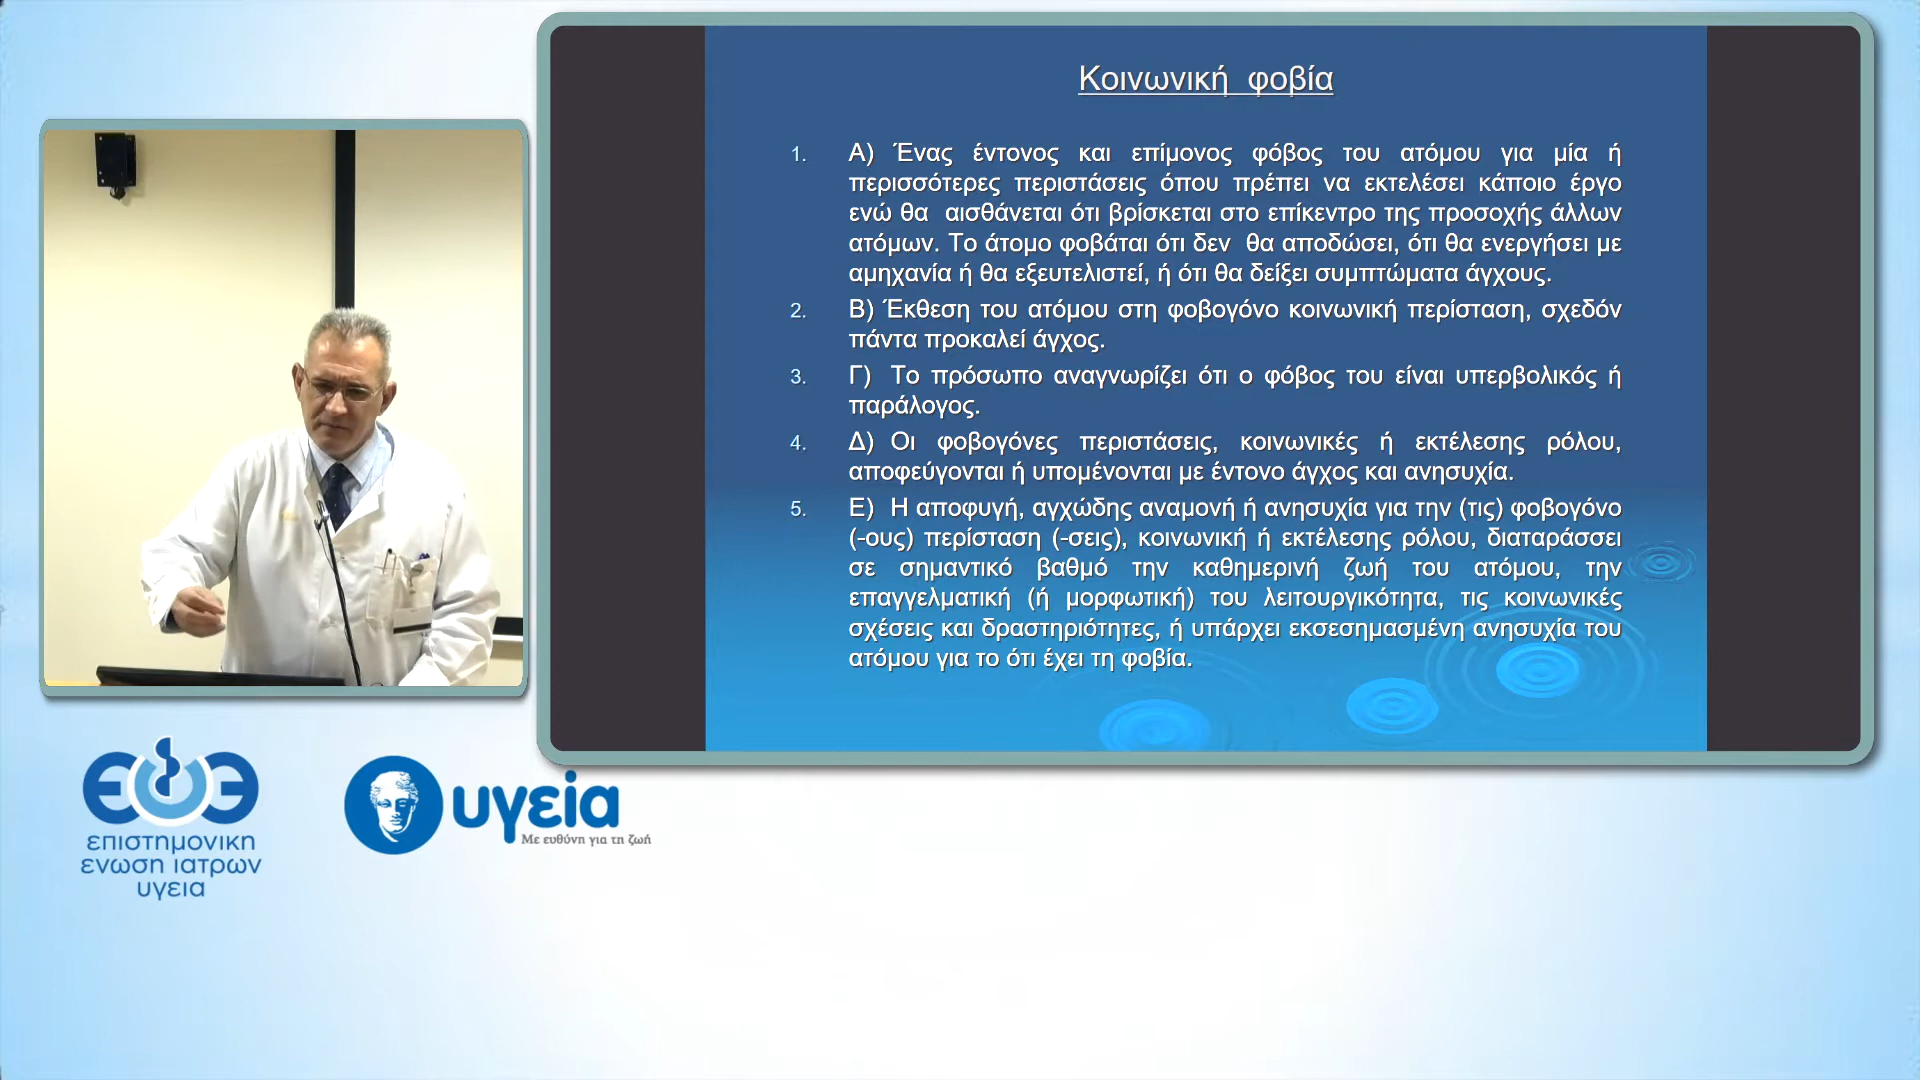 Κοινωνική φοβία
1. Α) Ένας έντονος και επίμονος φόβος του ατόμου για μία ή
περισσότερες περιστάσεις όπου πρέπει να εκτελέσει κάποιο έργο
ενώ θα αισθάνεται ότι βρίσκεται στο επίκεντρο της προσοχής άλλων
ατόμων. Το άτομο φοβάται ότι δεν θα αποδώσει, ότι θα ενεργήσει με
αμηχανία ή θα εξευτελιστεί, ή ότι θα δείξει συμπτώματα άγχους.
2. Β) Έκθεση του ατόμου στη φοβογόνο κοινωνική περίσταση, σχεδόν
πάντα προκαλεί άγχος.
3. Γ) Το πρόσωπο αναγνωρίζει ότι ο φόβος του είναι υπερβολικός ή
παράλογος.
4. Δ) Οι φοβογόνες περιστάσεις, κοινωνικές ή εκτέλεσης ρόλου,
αποφεύγονται ή υπομένονται με έντονο άγχος και ανησυχία.
5. Ε) Η αποφυγή, αγχώδης αναμονή ή ανησυχία για την (τις) φοβογόνο
(-ους) περίσταση (-σεις), κοινωνική ή εκτέλεσης ρόλου, διαταράσσει
σε σημαντικό βαθμό την καθημερινή ζωή του ατόμου, την
επαγγελματική (ή μορφωτική) του λειτουργικότητα, τις κοινωνικές
σχέσεις και δραστηριότητες, ή υπάρχει εκσεσημασμένη ανησυχία του
ατόμου για το ότι έχει τη φοβία.
επιστημονικη
ενωση ιατρων
υγεια
υγεία
Με ευθύνη για τη ζωή